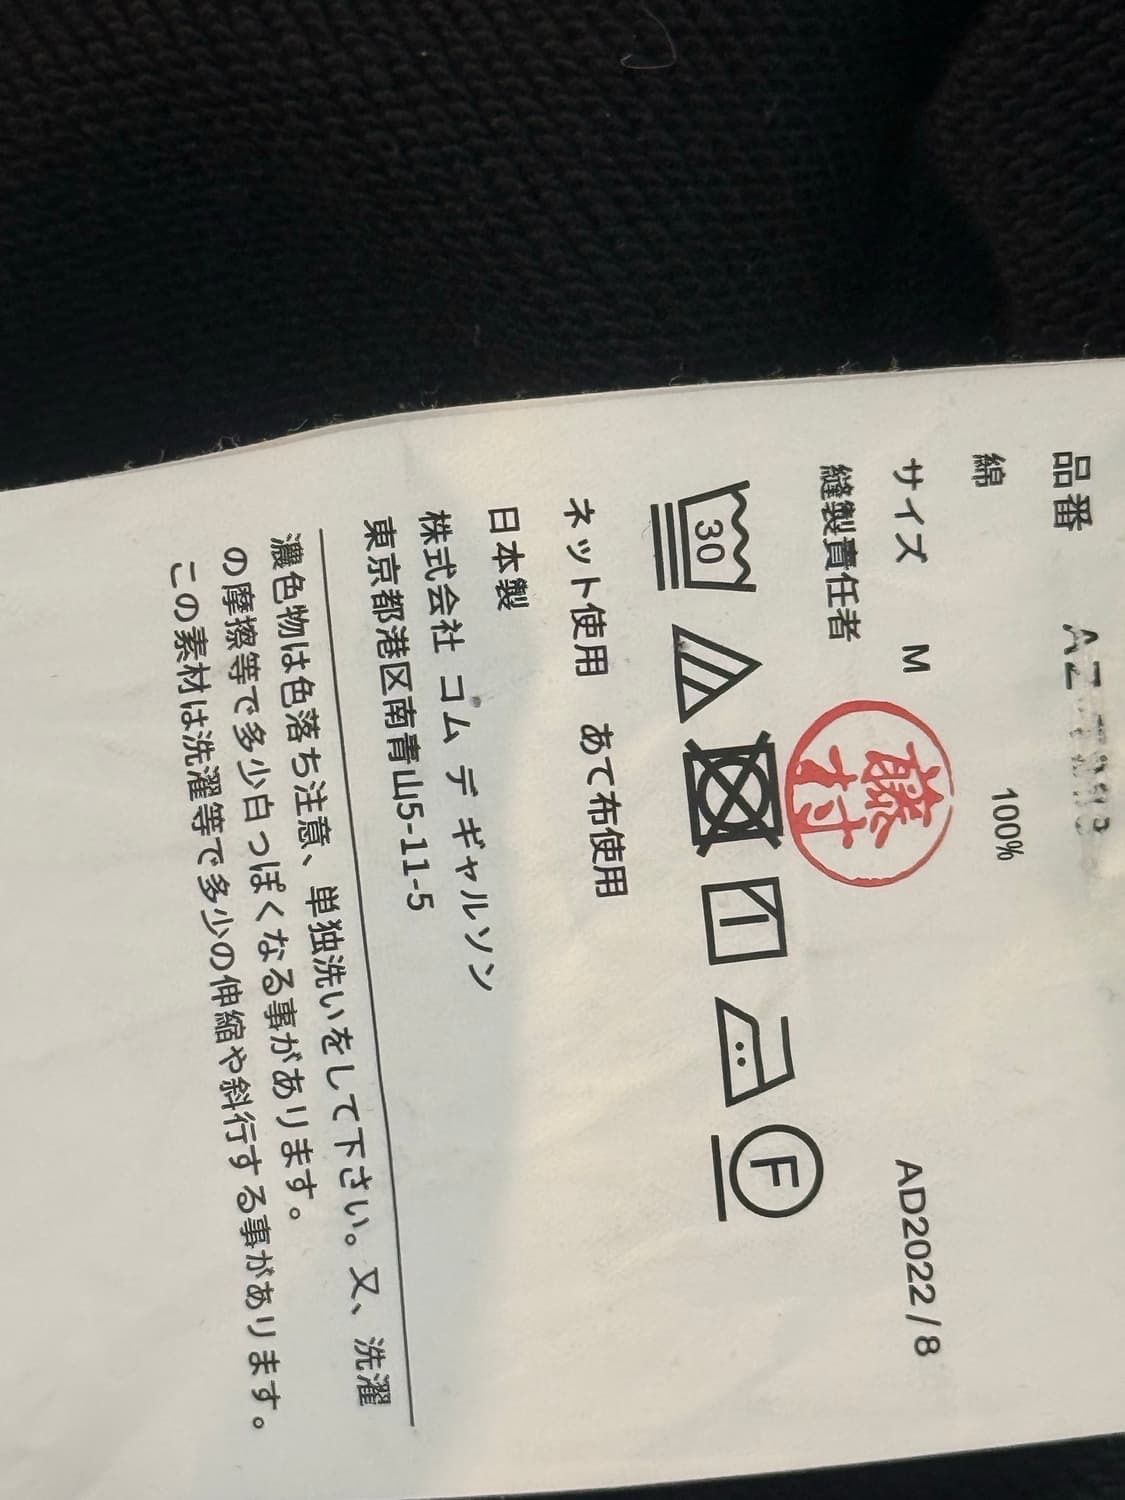 品番 AZ
綿 100%
サイズ M AD2022/8
縫製責任者 藤村
30 F
ネット使用 あて布使用
日本製
株式会社 コム デ ギャルソン
東京都港区南青山5-11-5
濃色物は色落ち注意、単独洗いをして下さい。又、洗濯
の摩擦等で多少白っぽくなる事があります。
この素材は洗濯等で多少の伸縮や斜行する事があります。